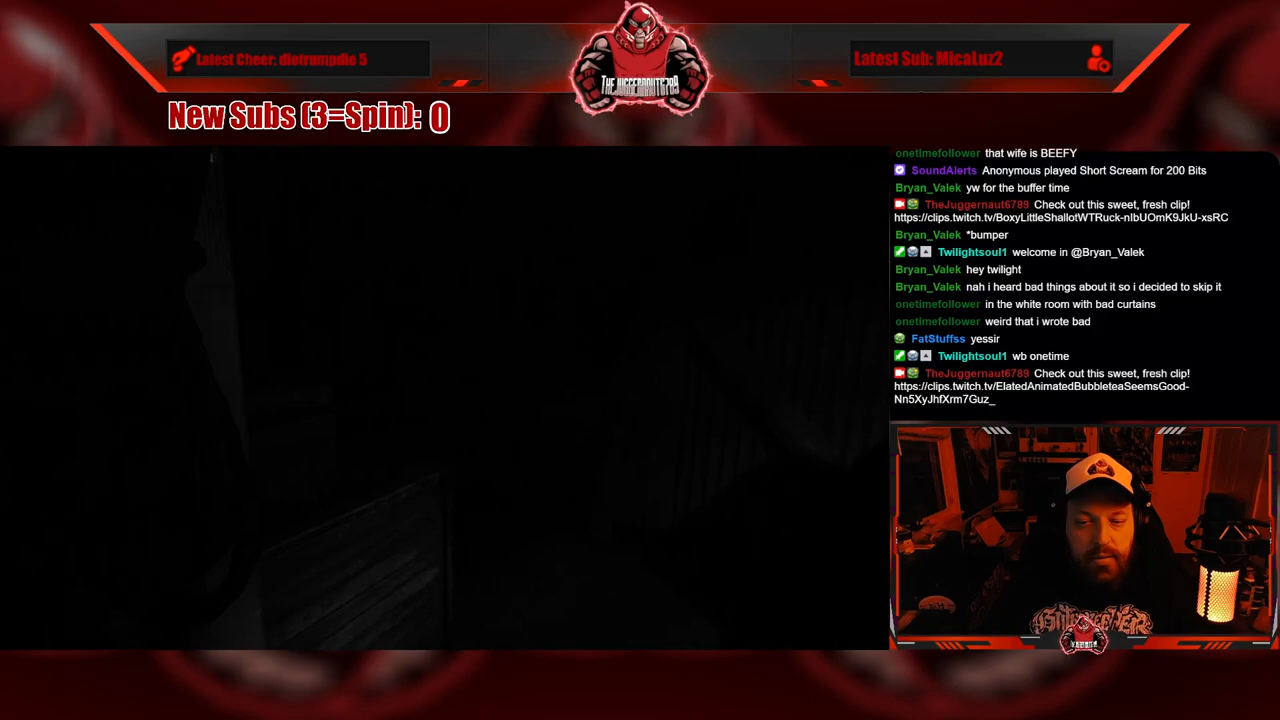 Latest Cheer: dietrumpdie 5
THEJUGGERNAUT6789
Latest Sub: MicaLuz2
New Subs (3=Spin): 0
onetimefollower that wife is BEEFY
SoundAlerts Anonymous played Short Scream for 200 Bits
Bryan_Valek yw for the buffer time
TheJuggernaut6789 Check out this sweet, fresh clip!
https://clips.twitch.tv/BoxyLittleShallotWTRuck-nIbUOmK9JkU-xsRC
Bryan_Valek *bumper
Twilightsoul1 welcome in @Bryan_Valek
Bryan_Valek hey twilight
Bryan_Valek nah i heard bad things about it so i decided to skip it
onetimefollower in the white room with bad curtains
onetimefollower weird that i wrote bad
FatStuffss yessir
Twilightsoul1 wb onetime
TheJuggernaut6789 Check out this sweet, fresh clip!
https://clips.twitch.tv/ElatedAnimatedBubbleteaSeemsGood-
Nn5XyJhfXrm7Guz_